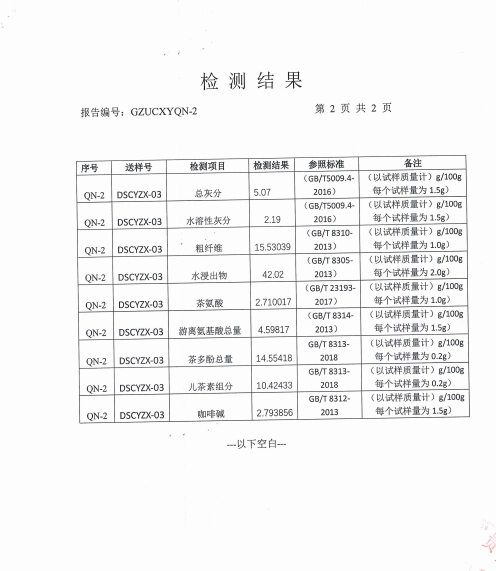 检 测 结 果
报告编号：GZUCXYQN-2 第 2 页 共 2 页
序号 送样号 检测项目 检测结果 参照标准 备注
QN-2 DSCYZX-03 总灰分 5.07 （GB/T5009.4-2016） （以试样质量计）g/100g 每个试样量为 1.5g）
QN-2 DSCYZX-03 水溶性灰分 2.19 （GB/T5009.4-2016） （以试样质量计）g/100g 每个试样量为 1.5g）
QN-2 DSCYZX-03 粗纤维 15.53039 （GB/T 8310-2013） （以试样质量计）g/100g 每个试样量为 1.0g）
QN-2 DSCYZX-03 水浸出物 42.02 （GB/T 8305-2013） （以试样质量计）g/100g 每个试样量为 2.0g）
QN-2 DSCYZX-03 茶氨酸 2.710017 （GB/T 23193-2017） （以试样质量计）g/100g 每个试样量为 1.0g）
QN-2 DSCYZX-03 游离氨基酸总量 4.59817 （GB/T 8314-2013） （以试样质量计）g/100g 每个试样量为 1.5g）
QN-2 DSCYZX-03 茶多酚总量 14.55418 GB/T 8313-2018 （以试样质量计）g/100g 每个试样量为 0.2g）
QN-2 DSCYZX-03 儿茶素组分 10.42433 GB/T 8313-2018 （以试样质量计）g/100g 每个试样量为 0.2g）
QN-2 DSCYZX-03 咖啡碱 2.793856 GB/T 8312-2013 （以试样质量计）g/100g 每个试样量为 1.5g）
---以下空白---